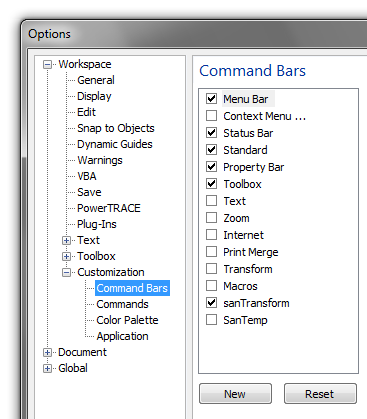 Options
Workspace
General
Display
Edit
Snap to Objects
Dynamic Guides
Warnings
VBA
Save
PowerTRACE
Plug-Ins
Text
Toolbox
Customization
Command Bars
Commands
Color Palette
Application
Document
Global
Command Bars
Menu Bar
Context Menu ...
Status Bar
Standard
Property Bar
Toolbox
Text
Zoom
Internet
Print Merge
Transform
Macros
sanTransform
SanTemp
New
Reset